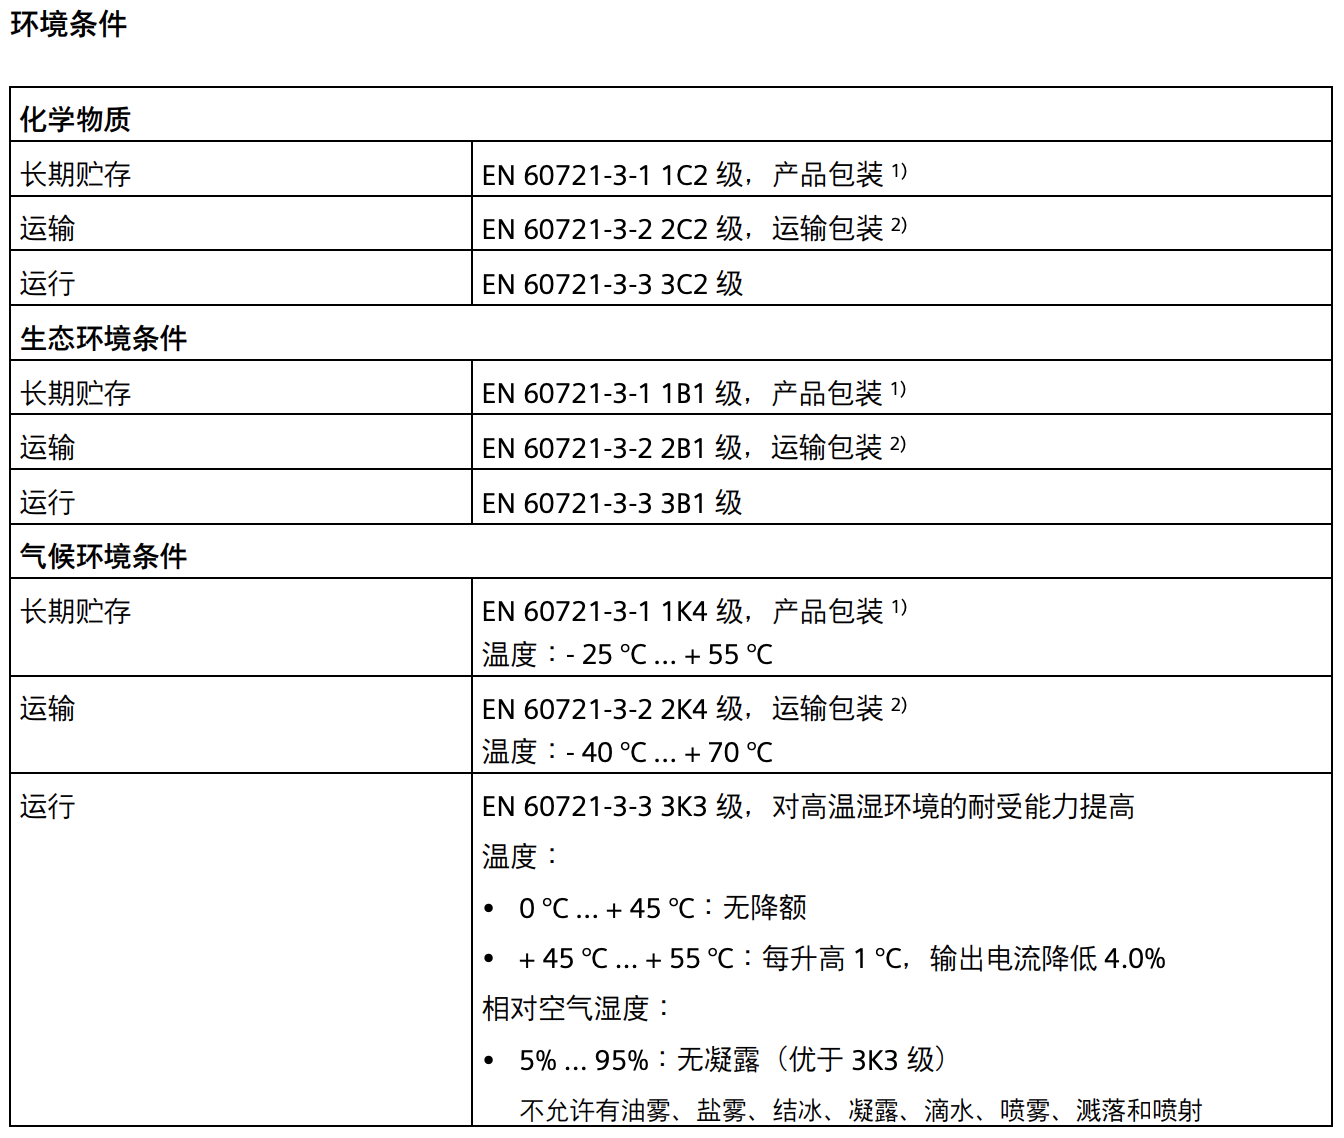 环境条件
化学物质
长期贮存
EN 60721-3-1 1C2 级，产品包装 1)
运输
EN 60721-3-2 2C2 级，运输包装 2)
运行
EN 60721-3-3 3C2 级
生态环境条件
长期贮存
EN 60721-3-1 1B1 级，产品包装 1)
运输
EN 60721-3-2 2B1 级，运输包装 2)
运行
EN 60721-3-3 3B1 级
气候环境条件
长期贮存
EN 60721-3-1 1K4 级，产品包装 1)
温度：- 25 °C ... + 55 °C
运输
EN 60721-3-2 2K4 级，运输包装 2)
温度：- 40 °C ... + 70 °C
运行
EN 60721-3-3 3K3 级，对高温湿环境的耐受能力提高
温度：
• 0 °C ... + 45 °C：无降额
• + 45 °C ... + 55 °C：每升高 1 °C，输出电流降低 4.0%
相对空气湿度：
• 5% ... 95%：无凝露（优于 3K3 级）
不允许有油雾、盐雾、结冰、凝露、滴水、喷雾、溅落和喷射